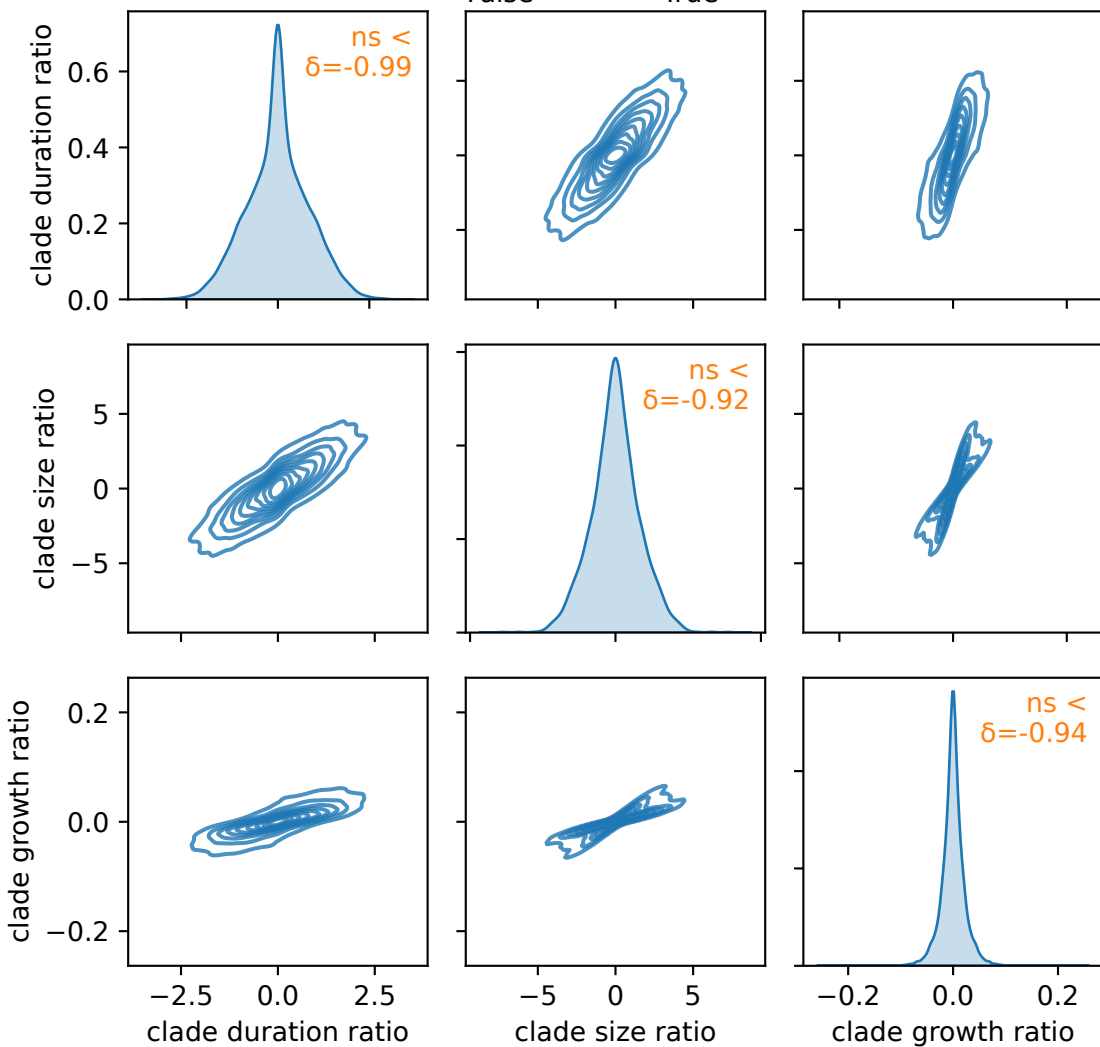 clade duration ratio
0.6
0.4
0.2
0.0
ns <
δ=-0.99
clade size ratio
5
0
−5
ns <
δ=-0.92
clade growth ratio
0.2
0.0
−0.2
ns <
δ=-0.94
−2.5 0.0 2.5
−5 0 5
−0.2 0.0 0.2
clade duration ratio
clade size ratio
clade growth ratio